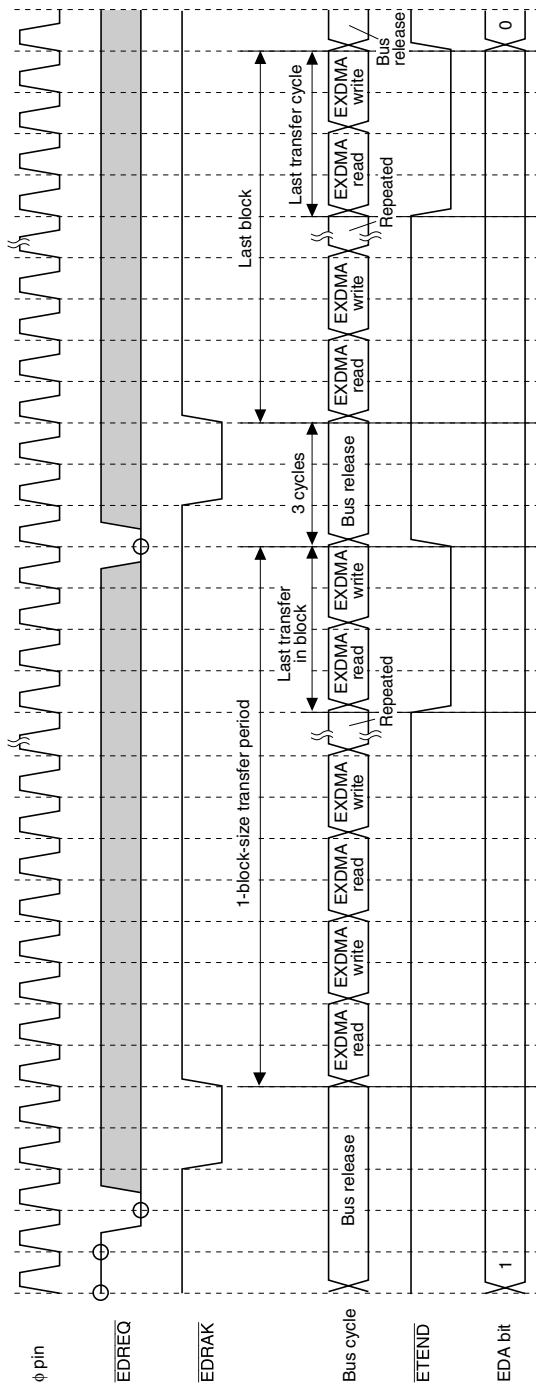 φ pin
EDREQ
EDRAK
1-block-size transfer period
Last block
Last transfer
in block
3 cycles
Last transfer cycle
Bus cycle
Bus release
EXDMA
read
EXDMA
write
EXDMA
read
EXDMA
write
Repeated
EXDMA
read
EXDMA
write
Bus release
EXDMA
read
EXDMA
write
Repeated
EXDMA
read
EXDMA
write
Bus
release
ETEND
EDA bit
1
0